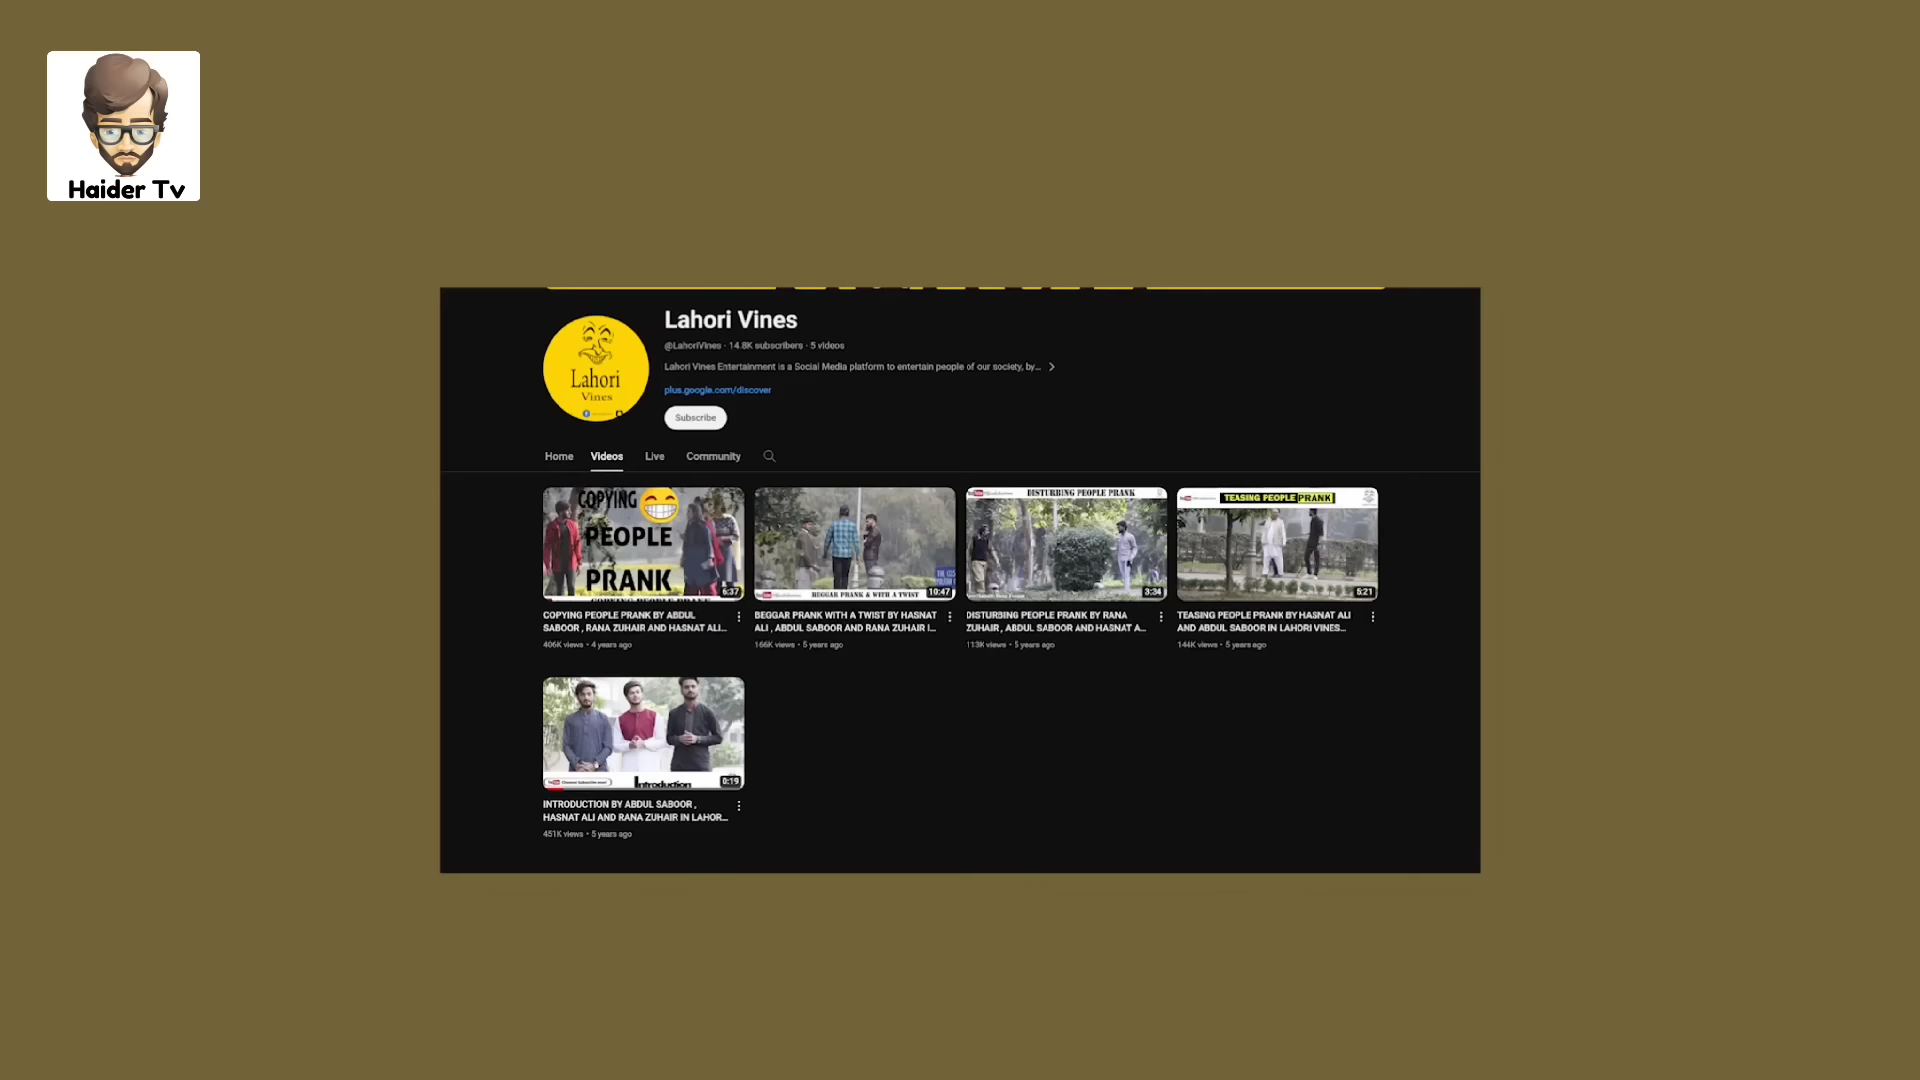 Haider Tv
Lahori Vines
@LahoriVines · 14.8K subscribers · 5 videos
Lahori Vines Entertainment is a Social Media platform to entertain people of our society, by...
plus.google.com/discover
Subscribe
Lahori
Vines
Home Videos Live Community
COPYING
PEOPLE
PRANK
6:37
COPYING PEOPLE PRANK BY ABDUL
SABOOR , RANA ZUHAIR AND HASNAT ALI...
406K views • 4 years ago
BEGGAR PRANK & WITH A TWIST
10:47
BEGGAR PRANK WITH A TWIST BY HASNAT
ALI , ABDUL SABOOR AND RANA ZUHAIR I...
166K views • 5 years ago
DISTURBING PEOPLE PRANK
3:34
DISTURBING PEOPLE PRANK BY RANA
ZUHAIR , ABDUL SABOOR AND HASNAT A...
113K views • 5 years ago
TEASING PEOPLE PRANK
5:21
TEASING PEOPLE PRANK BY HASNAT ALI
AND ABDUL SABOOR IN LAHORI VINES...
144K views • 5 years ago
Introduction
0:19
INTRODUCTION BY ABDUL SABOOR ,
HASNAT ALI AND RANA ZUHAIR IN LAHOR...
451K views • 5 years ago